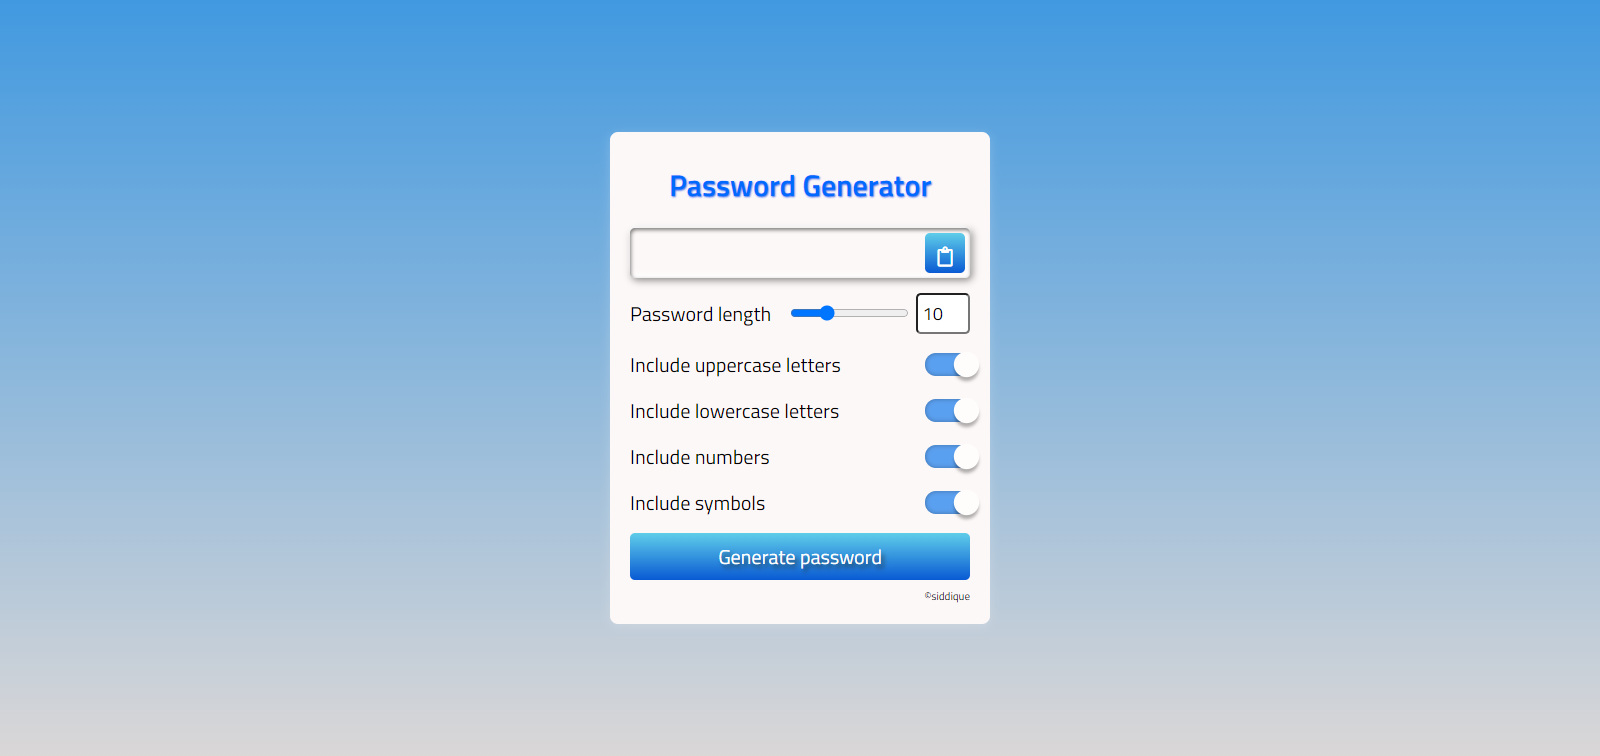 Password Generator
Password length 10
Include uppercase letters
Include lowercase letters
Include numbers
Include symbols
Generate password
©siddique